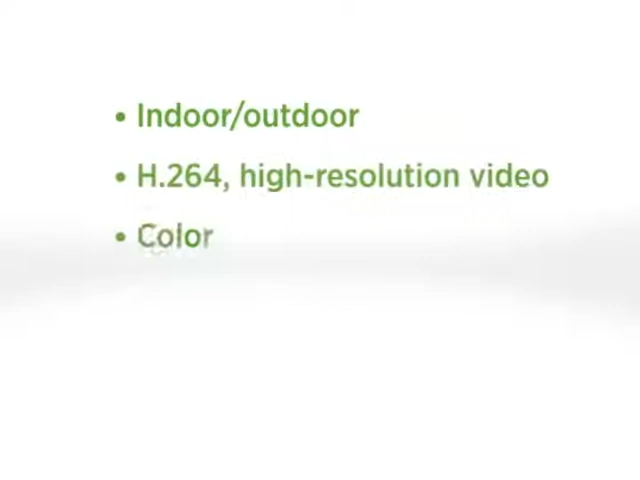 • Indoor/outdoor
• H.264, high-resolution video
• Color